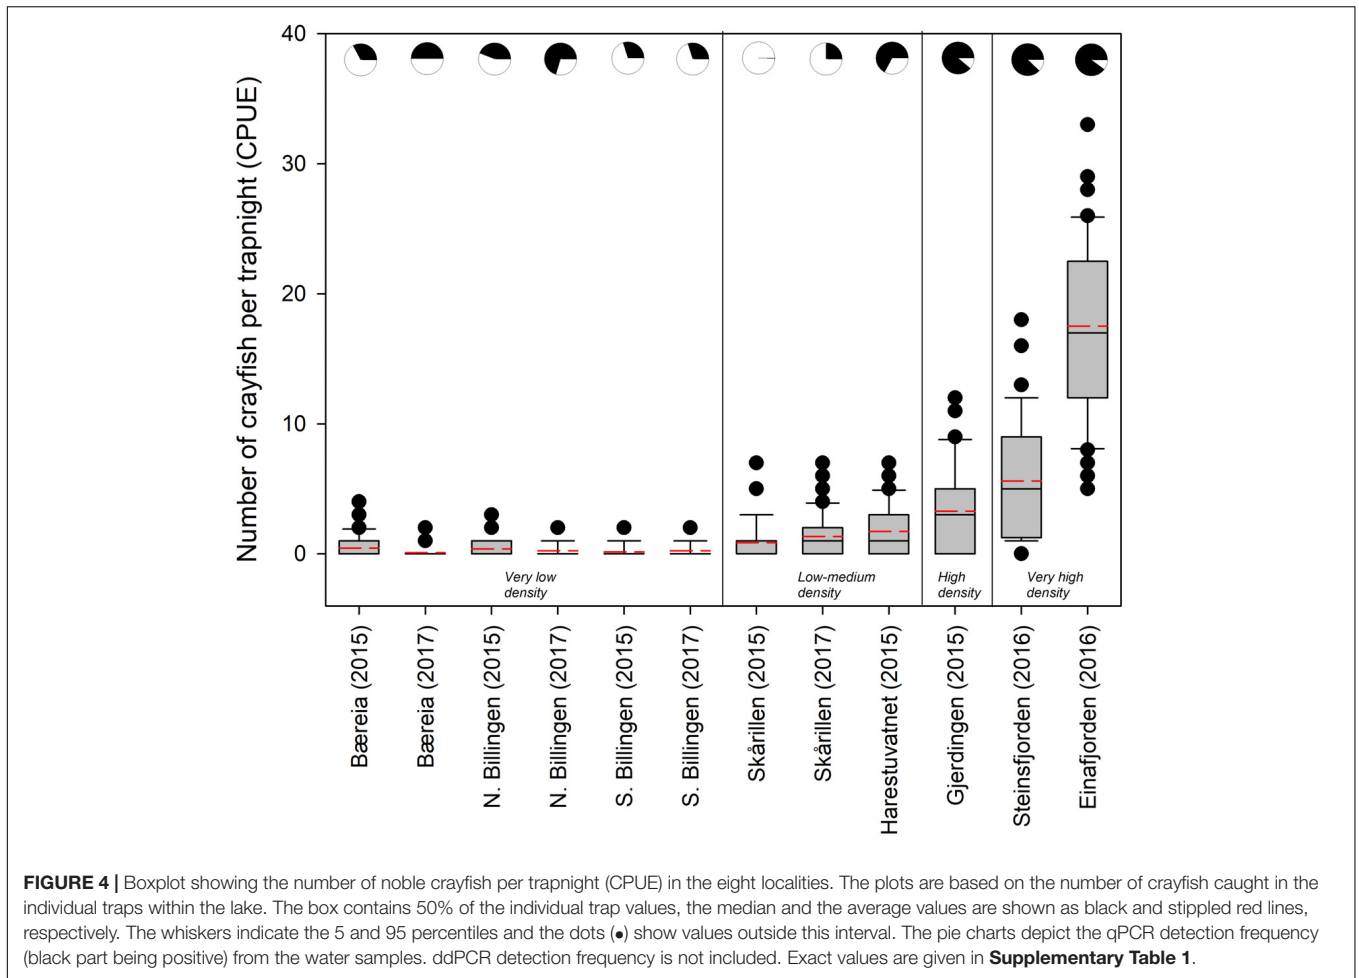 40
30
20
10
0
Number of crayfish per trapnight (CPUE)
Very low
density
Low-medium
density
High
density
Very high
density
Bæreia (2015)
Bæreia (2017)
N. Billingen (2015)
N. Billingen (2017)
S. Billingen (2015)
S. Billingen (2017)
Skårillen (2015)
Skårillen (2017)
Harestuvatnet (2015)
Gjerdingen (2015)
Steinsfjorden (2016)
Einafjorden (2016)
FIGURE 4 | Boxplot showing the number of noble crayfish per trapnight (CPUE) in the eight localities. The plots are based on the number of crayfish caught in the
individual traps within the lake. The box contains 50% of the individual trap values, the median and the average values are shown as black and stippled red lines,
respectively. The whiskers indicate the 5 and 95 percentiles and the dots (•) show values outside this interval. The pie charts depict the qPCR detection frequency
(black part being positive) from the water samples. ddPCR detection frequency is not included. Exact values are given in Supplementary Table 1.